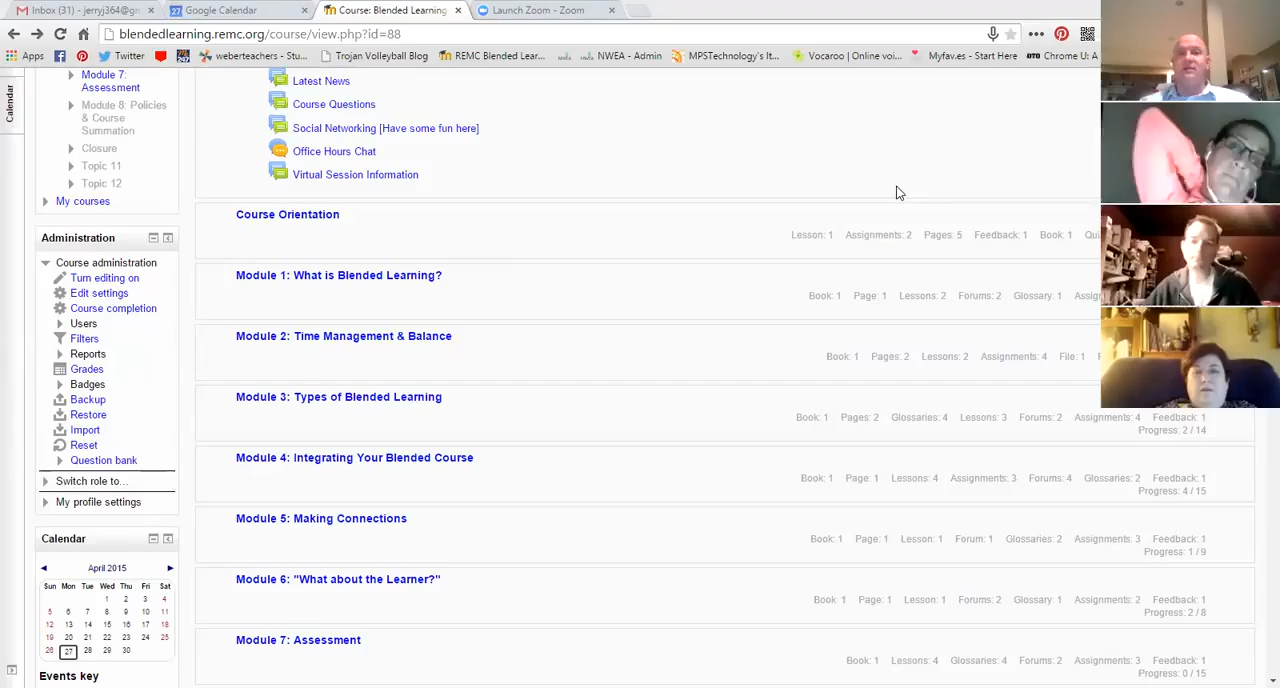 Inbox (31) - jerryj364@gm
Google Calendar
Course: Blended Learning
Launch Zoom - Zoom
blendedlearning.remc.org/course/view.php?id=88
Apps
Twitter
weberteachers - Stu...
Trojan Volleyball Blog
REMC Blended Lear...
NWEA - Admin
MPSTechnology's It...
Vocaroo | Online voi...
Myfav.es - Start Here
Chrome U: A
Calendar
Module 7:
Assessment
Module 8: Policies
& Course
Summation
Closure
Topic 11
Topic 12
My courses
Administration
Course administration
Turn editing on
Edit settings
Course completion
Users
Filters
Reports
Grades
Badges
Backup
Restore
Import
Reset
Question bank
Switch role to...
My profile settings
Calendar
April 2015
Sun Mon Tue Wed Thu Fri Sat
1 2 3 4
5 6 7 8 9 10 11
12 13 14 15 16 17 18
19 20 21 22 23 24 25
26 27 28 29 30
Events key
Latest News
Course Questions
Social Networking [Have some fun here]
Office Hours Chat
Virtual Session Information
Course Orientation
Lesson: 1 Assignments: 2 Pages: 5 Feedback: 1 Book: 1
Module 1: What is Blended Learning?
Book: 1 Page: 1 Lessons: 2 Forums: 2 Glossary: 1 Assig
Module 2: Time Management & Balance
Book: 1 Pages: 2 Lessons: 2 Assignments: 4 File: 1
Module 3: Types of Blended Learning
Book: 1 Pages: 2 Glossaries: 4 Lessons: 3 Forums: 2 Assignments: 4 Feedback: 1
Progress: 2 / 14
Module 4: Integrating Your Blended Course
Book: 1 Page: 1 Lessons: 4 Assignments: 3 Forums: 4 Glossaries: 2 Feedback: 1
Progress: 4 / 15
Module 5: Making Connections
Book: 1 Page: 1 Lesson: 1 Forum: 1 Glossaries: 2 Assignments: 3 Feedback: 1
Progress: 1 / 9
Module 6: "What about the Learner?"
Book: 1 Page: 1 Lesson: 1 Forums: 2 Glossary: 1 Assignments: 2 Feedback: 1
Progress: 2 / 8
Module 7: Assessment
Book: 1 Lessons: 4 Glossaries: 4 Forums: 2 Assignments: 3 Feedback: 1
Progress: 0 / 15